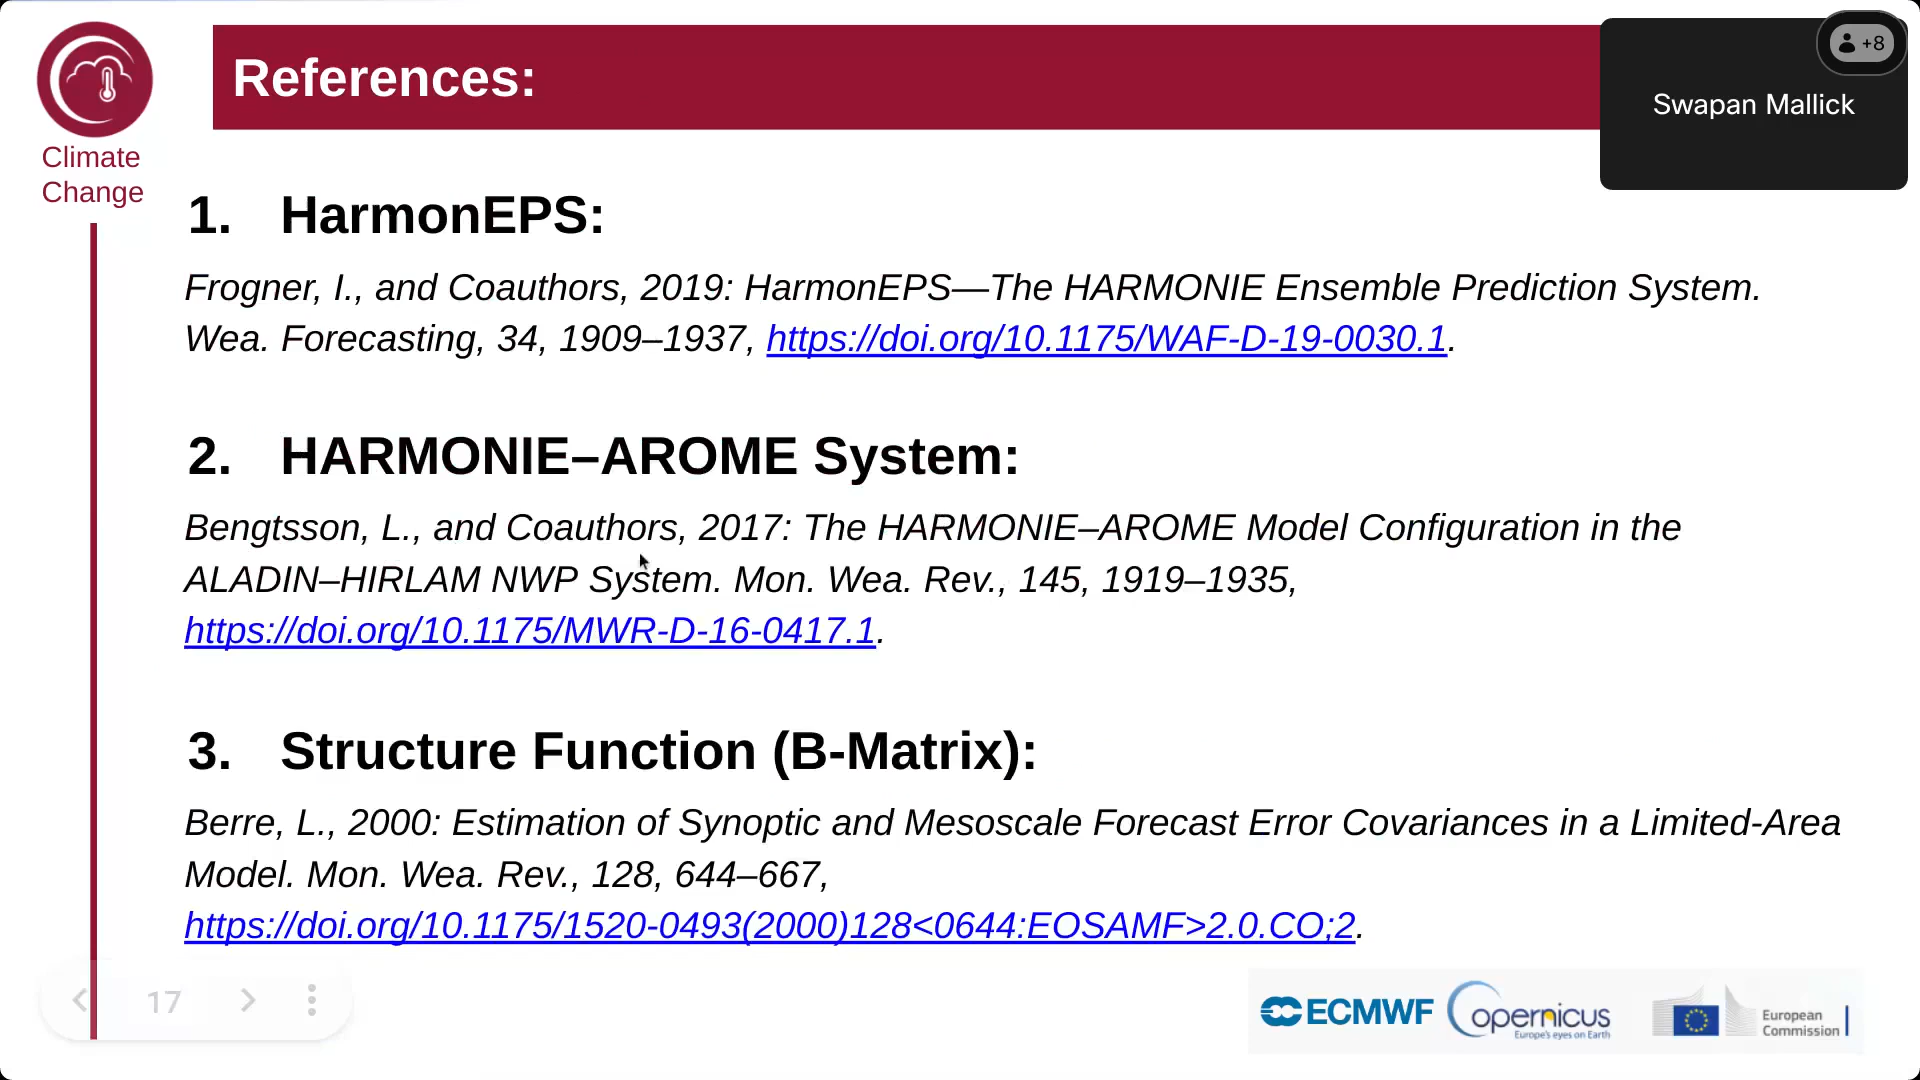 References:
+8
Swapan Mallick
Climate
Change
1. HarmonEPS:
Frogner, I., and Coauthors, 2019: HarmonEPS—The HARMONIE Ensemble Prediction System.
Wea. Forecasting, 34, 1909–1937, https://doi.org/10.1175/WAF-D-19-0030.1.
2. HARMONIE–AROME System:
Bengtsson, L., and Coauthors, 2017: The HARMONIE–AROME Model Configuration in the
ALADIN–HIRLAM NWP System. Mon. Wea. Rev., 145, 1919–1935,
https://doi.org/10.1175/MWR-D-16-0417.1.
3. Structure Function (B-Matrix):
Berre, L., 2000: Estimation of Synoptic and Mesoscale Forecast Error Covariances in a Limited-Area
Model. Mon. Wea. Rev., 128, 644–667,
https://doi.org/10.1175/1520-0493(2000)128<0644:EOSAMF>2.0.CO;2.
17
ECMWF
Copernicus
Europe's eyes on Earth
European
Commission